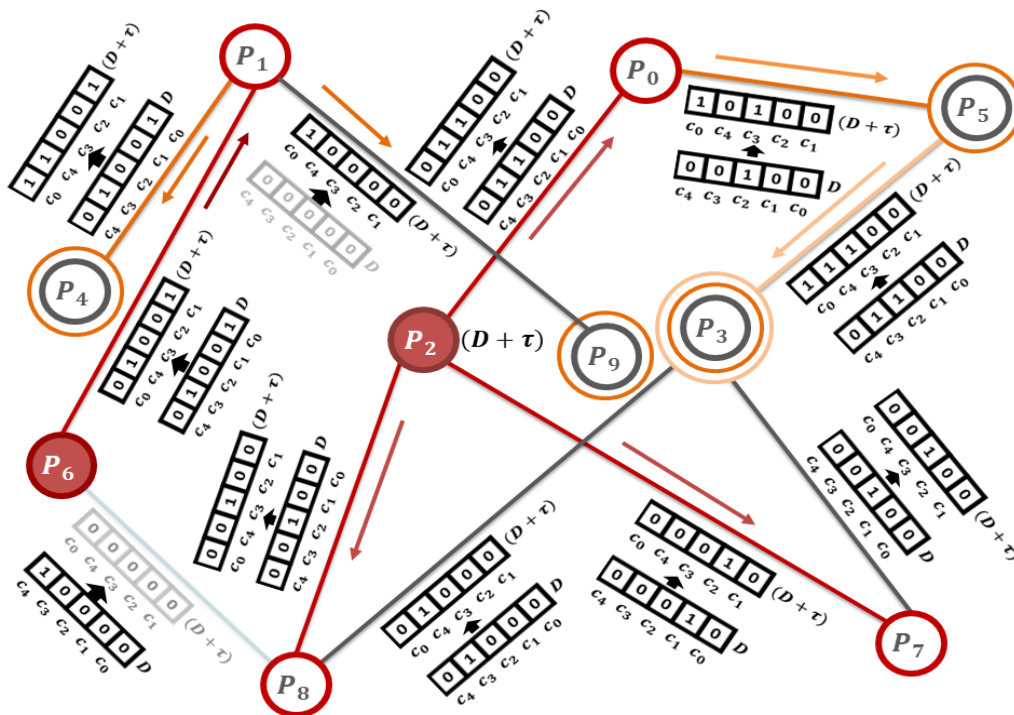 P1
P0
P5
P4
P2
(D + τ)
P9
P3
P6
P8
P7
1 1 0 0 1 (D + τ)
c0 c4 c3 c2 c1
0 1 0 0 1 D
c4 c3 c2 c1 c0
1 0 0 0 0 (D + τ)
c0 c4 c3 c2 c1
0 0 0 0 0 D
c4 c3 c2 c1 c0
0 1 1 0 0 (D + τ)
c0 c4 c3 c2 c1
0 1 1 0 0 D
c4 c3 c2 c1 c0
1 0 1 0 0 (D + τ)
c0 c4 c3 c2 c1
0 0 1 0 0 D
c4 c3 c2 c1 c0
1 1 1 0 0 (D + τ)
c0 c4 c3 c2 c1
0 1 1 0 0 D
c4 c3 c2 c1 c0
0 1 0 0 1 (D + τ)
c0 c4 c3 c2 c1
0 1 0 0 1 D
c4 c3 c2 c1 c0
0 0 1 0 0 (D + τ)
c0 c4 c3 c2 c1
0 0 1 0 0 D
c4 c3 c2 c1 c0
0 0 1 0 0 (D + τ)
c0 c4 c3 c2 c1
0 0 1 0 0 D
c4 c3 c2 c1 c0
0 0 0 0 0 (D + τ)
c0 c4 c3 c2 c1
1 0 0 0 0 D
c4 c3 c2 c1 c0
0 1 0 0 0 (D + τ)
c0 c4 c3 c2 c1
0 1 0 0 0 D
c4 c3 c2 c1 c0
0 0 0 1 0 (D + τ)
c0 c4 c3 c2 c1
0 0 0 1 0 D
c4 c3 c2 c1 c0